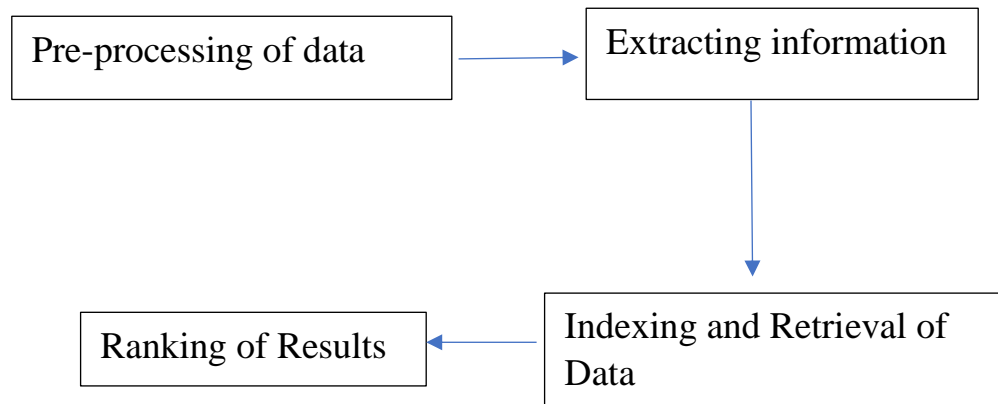 Pre-processing of data
Extracting information
Indexing and Retrieval of
Data
Ranking of Results